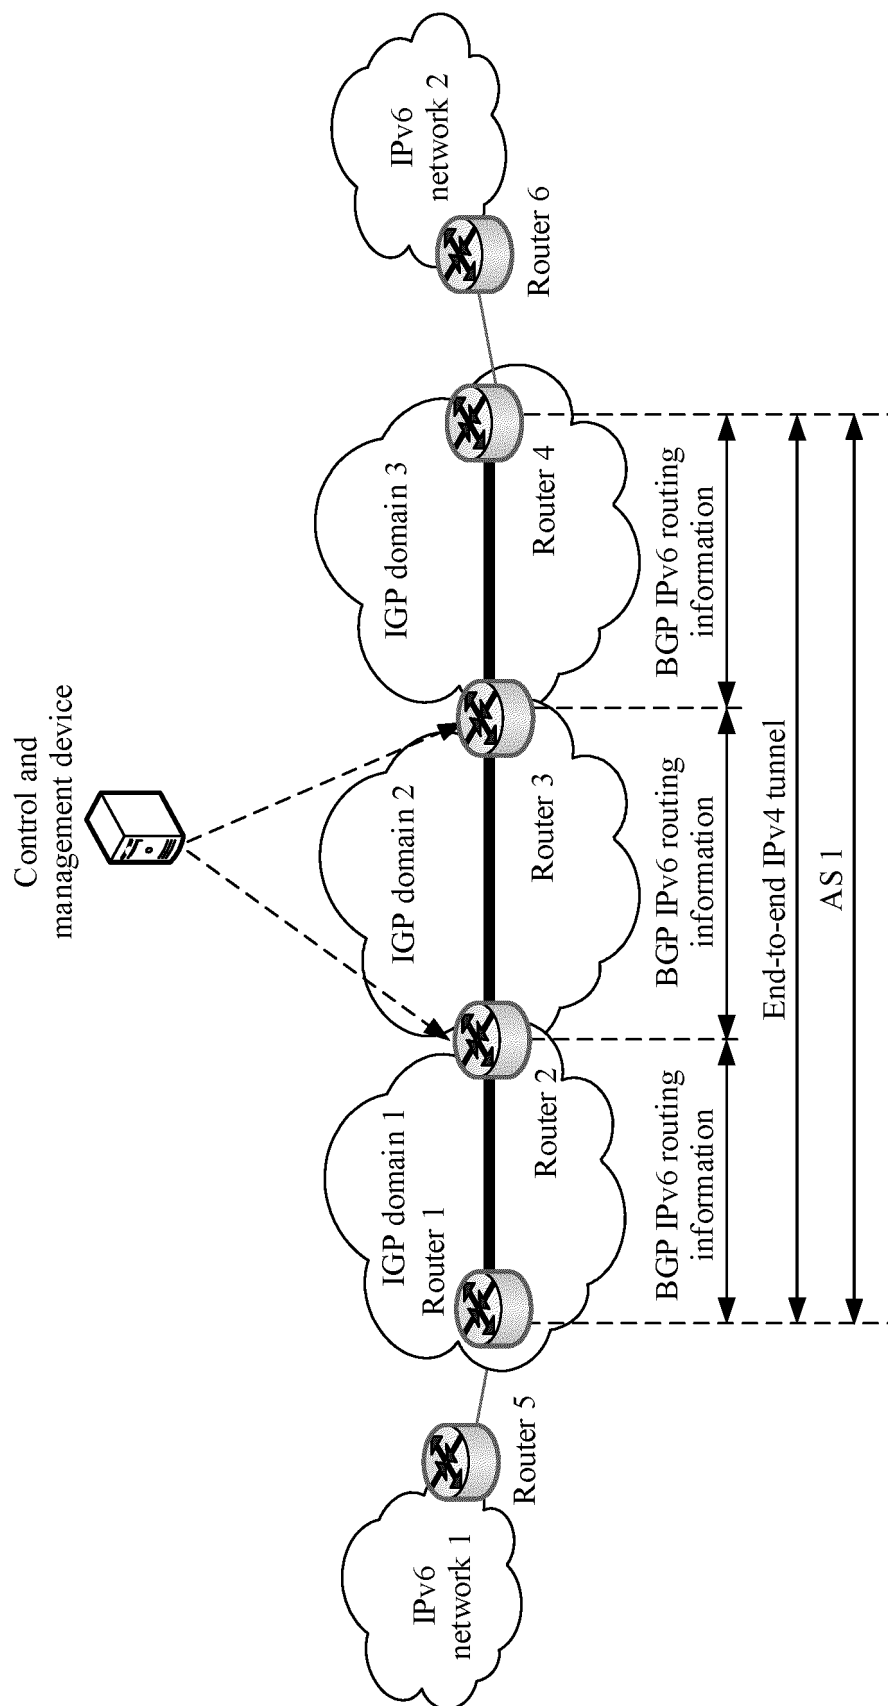 Control and
management device
IPv6
network 1
Router 5
IGP domain 1
Router 1
Router 2
IGP domain 2
Router 3
IGP domain 3
Router 4
Router 6
IPv6
network 2
BGP IPv6 routing
information
BGP IPv6 routing
information
BGP IPv6 routing
information
End-to-end IPv4 tunnel
AS 1